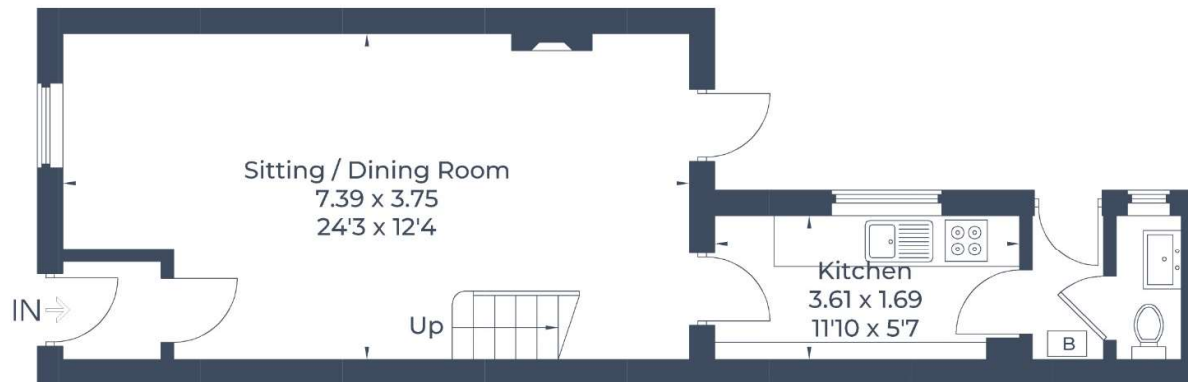 Sitting / Dining Room
7.39 x 3.75
24'3 x 12'4
IN
Up
Kitchen
3.61 x 1.69
11'10 x 5'7
B